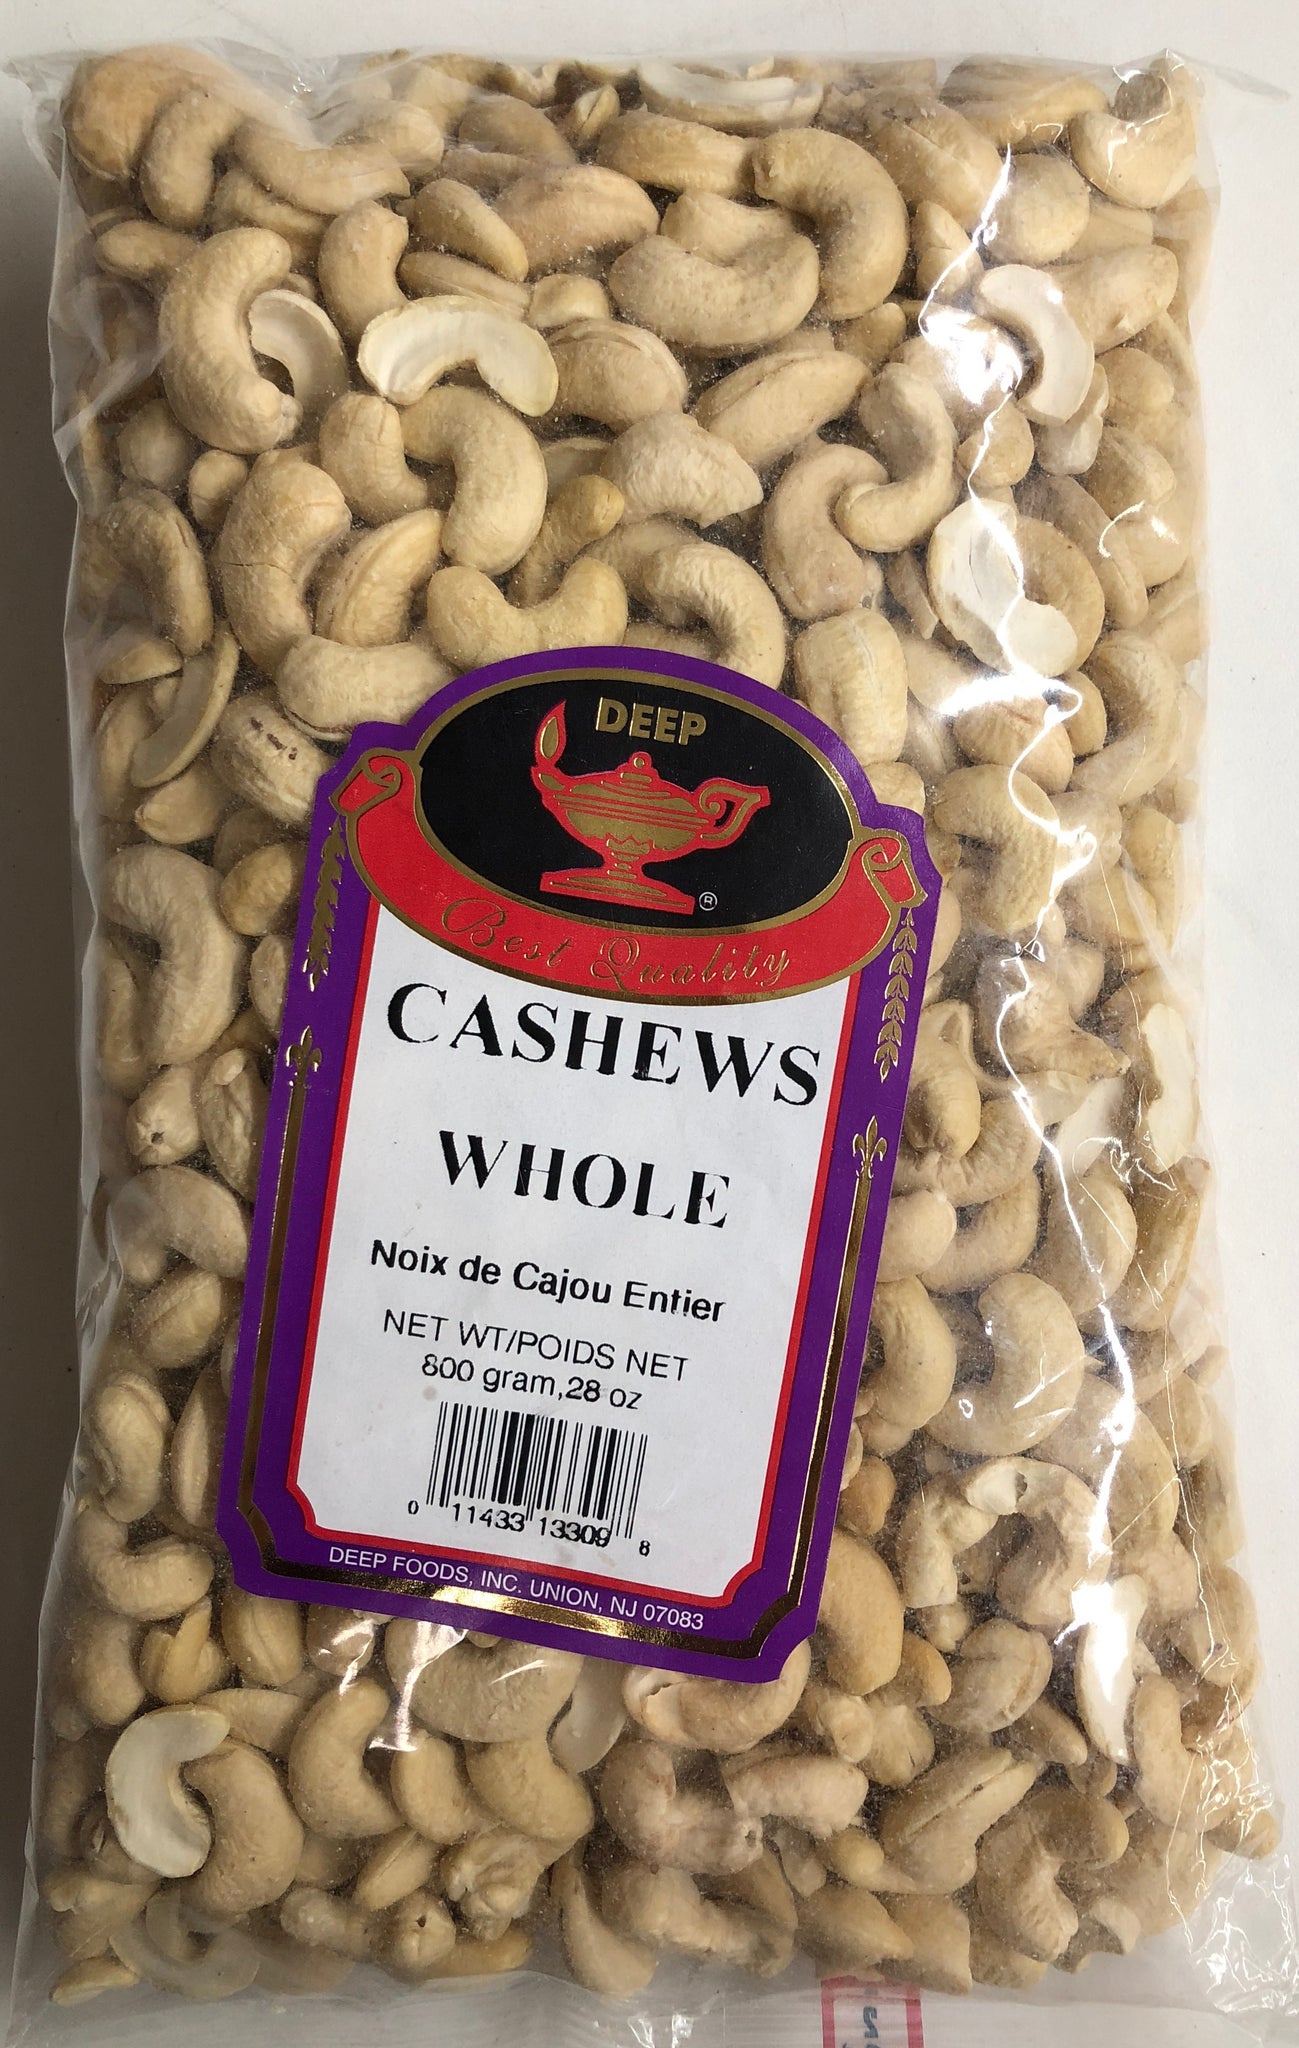 DEEP
®
Best Quality
CASHEWS
WHOLE
Noix de Cajou Entier
NET WT/POIDS NET
800 gram,28 oz
0 11433 13309 8
DEEP FOODS, INC. UNION, NJ 07083